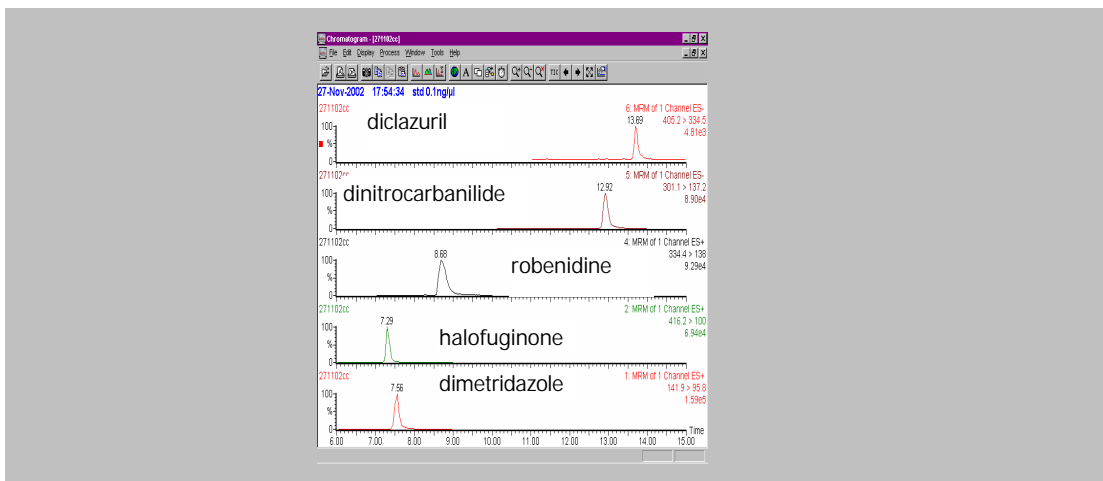 Chromatogram - [271102cc]
File Edit Display Process Window Tools Help
A TIC
27-Nov-2002 17:54:34 std 0.1ng/µl
271102cc 6: MRM of 1 Channel ES-
diclazuril 13.69 405.2 > 334.5
100 4.81e3
%
0
271102cc 5: MRM of 1 Channel ES-
dinitrocarbanilide 12.92 301.1 > 137.2
100 8.90e4
%
0
271102cc 4: MRM of 1 Channel ES+
8.68 334.4 > 138
100 robenidine 9.29e4
%
0
271102cc 2: MRM of 1 Channel ES+
7.29 416.2 > 100
100 halofuginone 6.94e4
%
0
271102cc 1: MRM of 1 Channel ES+
dimetridazole
7.56 141.9 > 95.8
100 1.59e5
%
0 Time
6.00 7.00 8.00 9.00 10.00 11.00 12.00 13.00 14.00 15.00